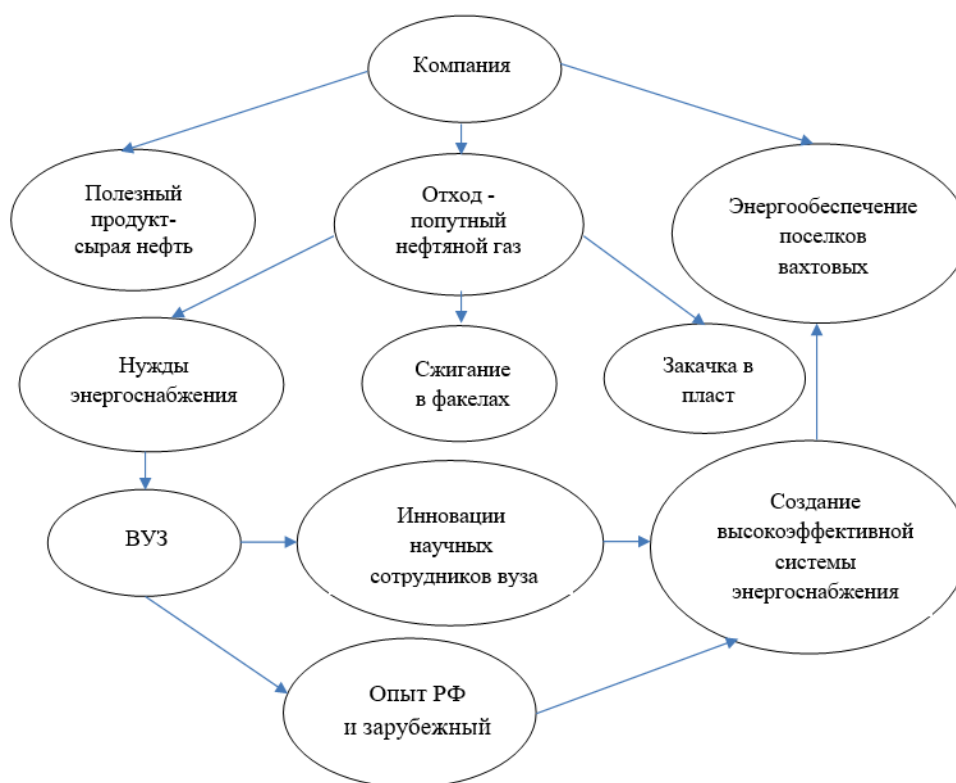 Компания
Полезный
продукт-
сырая нефть
Отход -
попутный
нефтяной газ
Энергообеспечение
поселков
вахтовых
Нужды
энергоснабжения
Сжигание
в факелах
Закачка в
пласт
ВУЗ
Инновации
научных
сотрудников вуза
Создание
высокоэффективной
системы
энергоснабжения
Опыт РФ
и зарубежный